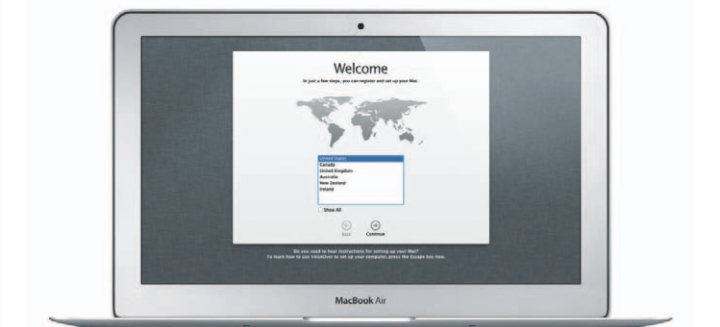 Welcome
In just a few steps, you can register and set up your Mac.
United States
Canada
United Kingdom
Australia
New Zealand
Ireland
Show All
Back Continue
Do you need to hear instructions for setting up your Mac?
To learn how to use VoiceOver to set up your computer, press the Escape key now.
MacBook Air